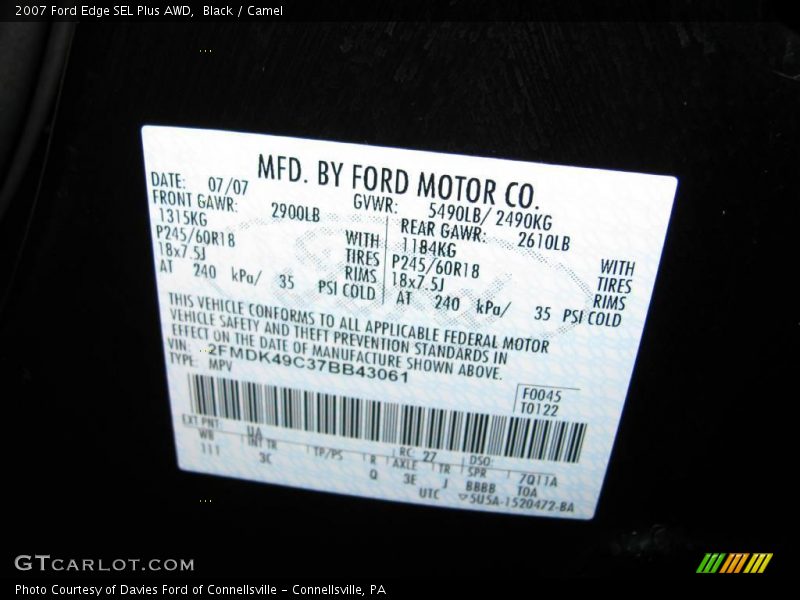 2007 Ford Edge SEL Plus AWD,  Black / Camel
MFD. BY FORD MOTOR CO.
DATE: 07/07 GVWR: 5490LB/ 2490KG
FRONT GAWR: 2900LB REAR GAWR: 2610LB
1315KG WITH 1184KG WITH
P245/60R18 TIRES P245/60R18 TIRES
18x7.5J RIMS 18x7.5J RIMS
AT 240 kPa/ 35 PSI COLD AT 240 kPa/ 35 PSI COLD
THIS VEHICLE CONFORMS TO ALL APPLICABLE FEDERAL MOTOR
VEHICLE SAFETY AND THEFT PREVENTION STANDARDS IN
EFFECT ON THE DATE OF MANUFACTURE SHOWN ABOVE.
VIN: 2FMDK49C37BB43061
TYPE: MPV
F0045
T0122
EXT PNT: UA RC: 27 DSO:
WB INT TR TP/PS R AXLE TR SPR 7Q11A
111 3C Q 3E J BBBB TOA
UTC 5U5A-1520472-BA
GTCARLOT.COM
Photo Courtesy of Davies Ford of Connellsville - Connellsville, PA